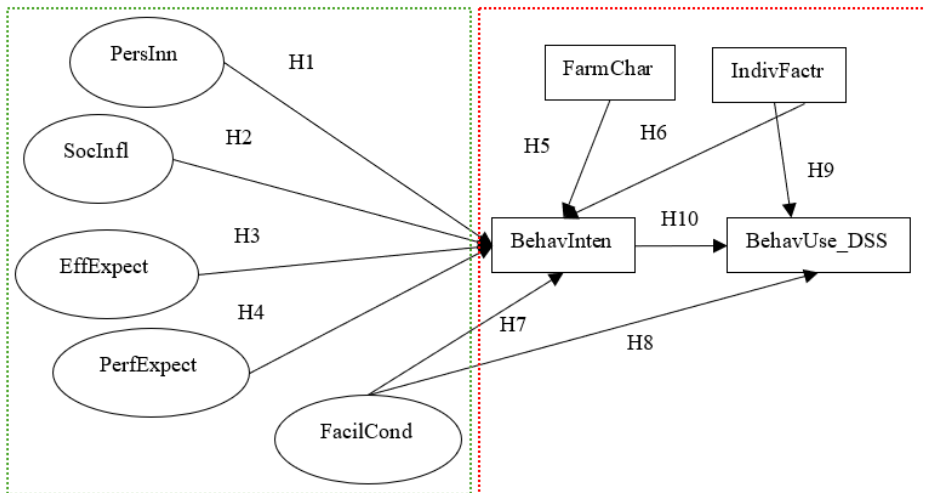 PersInn
H1
FarmChar
IndivFactr
SocInfl
H2
H5
H6
H9
EffExpect
H3
BehavInten
H10
BehavUse_DSS
H4
PerfExpect
H7
H8
FacilCond